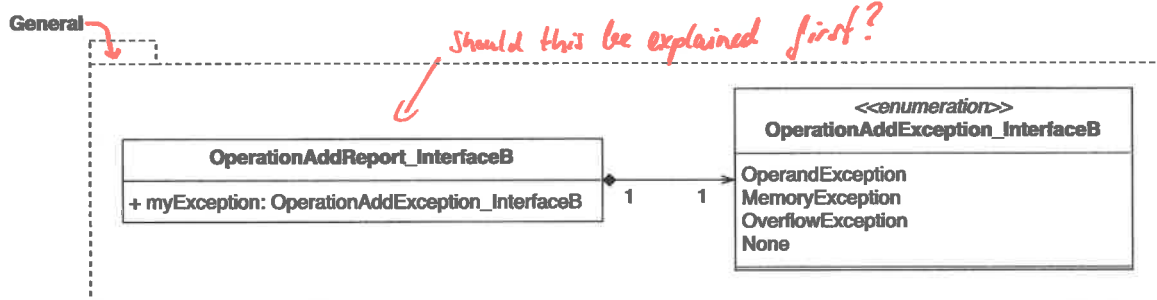 General
Should this be explained first?
<<enumeration>>
OperationAddException_InterfaceB
OperationAddReport_InterfaceB
+ myException: OperationAddException_InterfaceB
1 1
OperandException
MemoryException
OverflowException
None